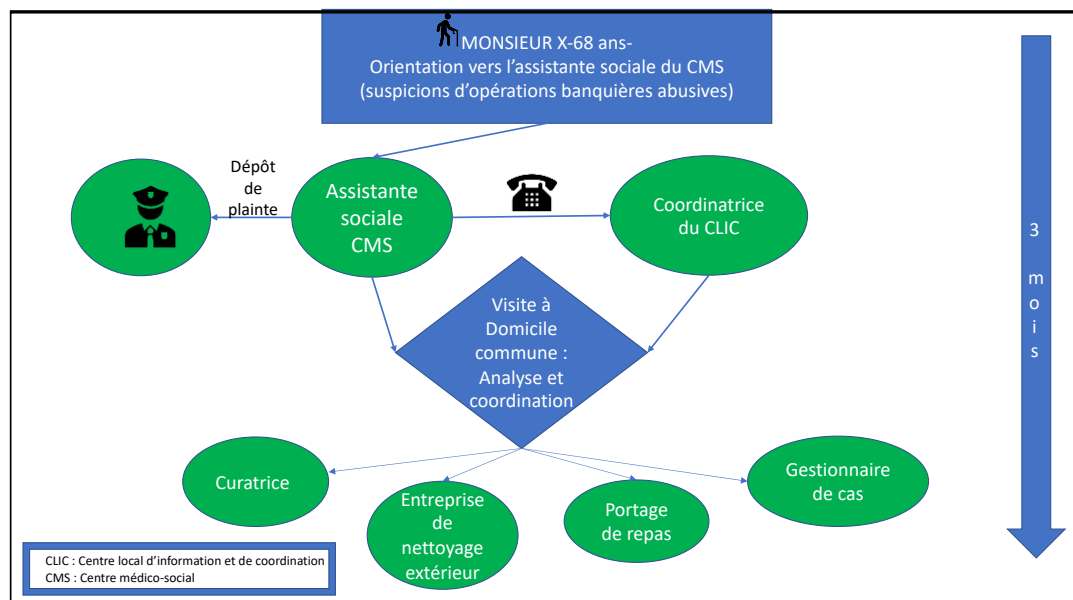 MONSIEUR X-68 ans-
Orientation vers l’assistante sociale du CMS
(suspicions d’opérations banquières abusives)
Dépôt
de
plainte
Assistante
sociale
CMS
Coordinatrice
du CLIC
3
m
o
i
s
Visite à
Domicile
commune :
Analyse et
coordination
Curatrice
Entreprise
de
nettoyage
extérieur
Portage
de repas
Gestionnaire
de cas
CLIC : Centre local d’information et de coordination
CMS : Centre médico-social